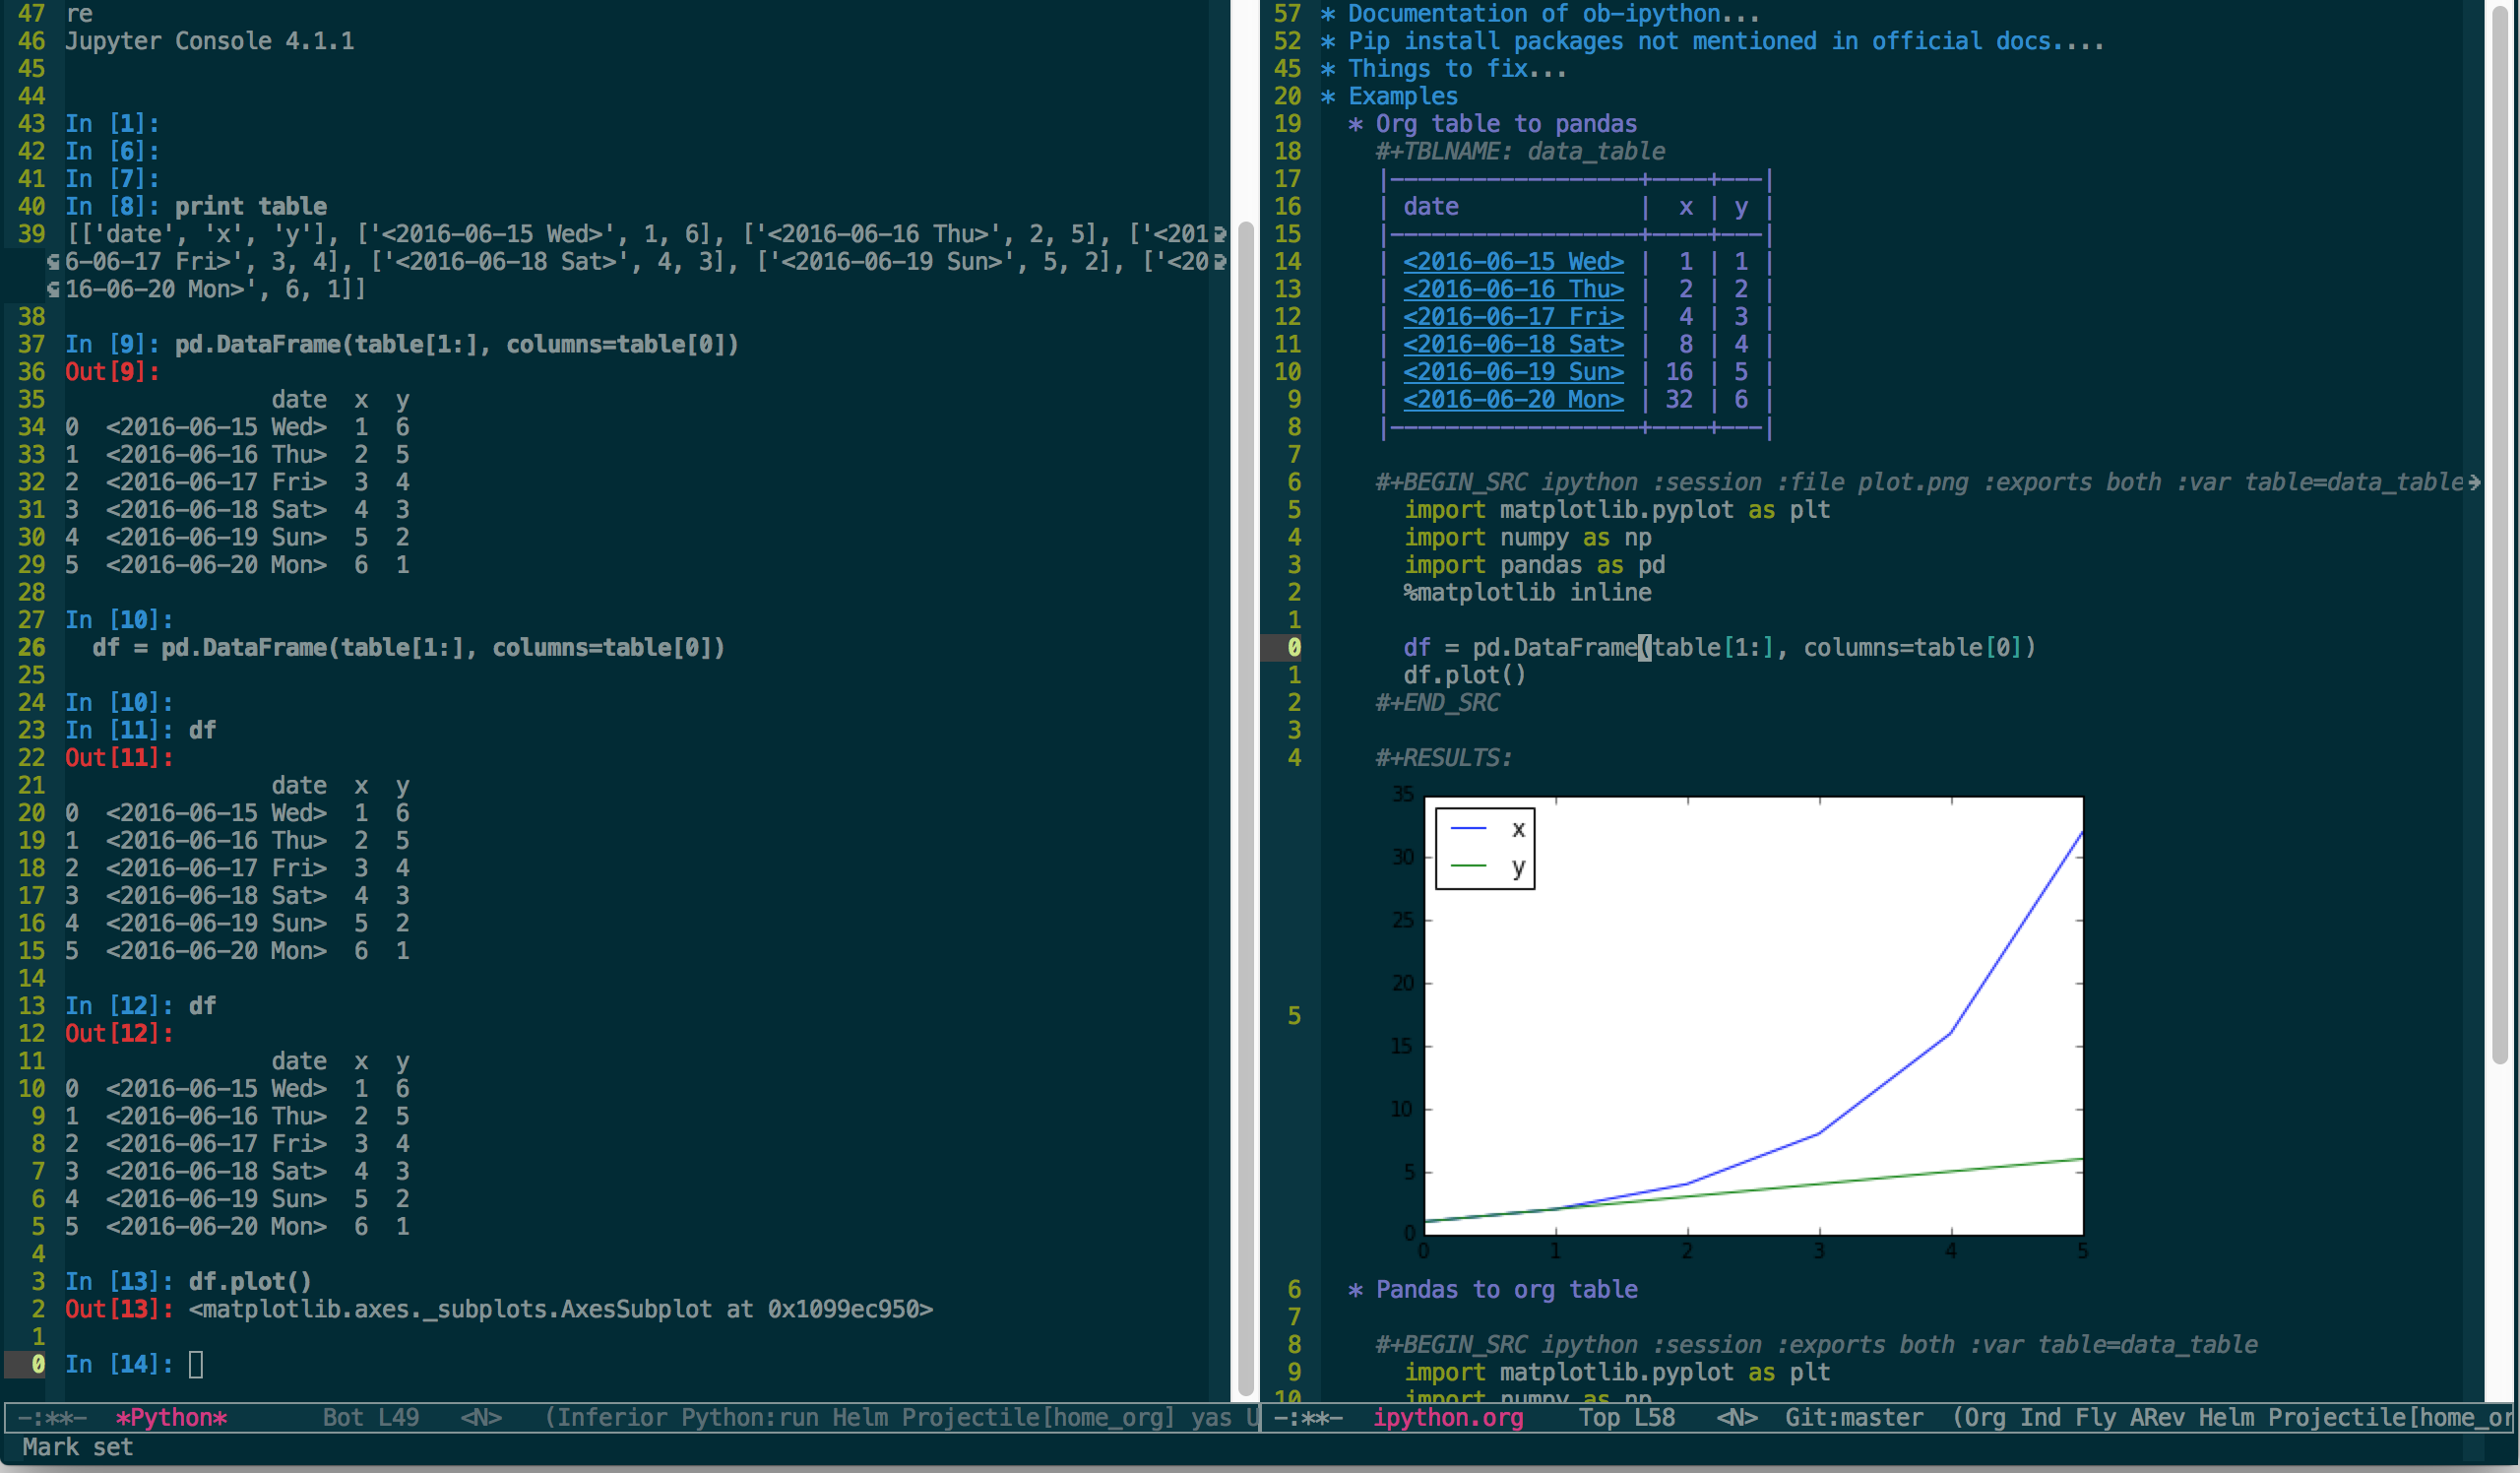 47 re
46 Jupyter Console 4.1.1
45
44
43 In [1]:
42 In [6]:
41 In [7]:
40 In [8]: print table
39 [['date', 'x', 'y'], ['<2016-06-15 Wed>', 1, 6], ['<2016-06-16 Thu>', 2, 5], ['<201
6-06-17 Fri>', 3, 4], ['<2016-06-18 Sat>', 4, 3], ['<2016-06-19 Sun>', 5, 2], ['<20
16-06-20 Mon>', 6, 1]]
38
37 In [9]: pd.DataFrame(table[1:], columns=table[0])
36 Out[9]:
35 date x y
34 0 <2016-06-15 Wed> 1 6
33 1 <2016-06-16 Thu> 2 5
32 2 <2016-06-17 Fri> 3 4
31 3 <2016-06-18 Sat> 4 3
30 4 <2016-06-19 Sun> 5 2
29 5 <2016-06-20 Mon> 6 1
28
27 In [10]:
26 df = pd.DataFrame(table[1:], columns=table[0])
25
24 In [10]:
23 In [11]: df
22 Out[11]:
21 date x y
20 0 <2016-06-15 Wed> 1 6
19 1 <2016-06-16 Thu> 2 5
18 2 <2016-06-17 Fri> 3 4
17 3 <2016-06-18 Sat> 4 3
16 4 <2016-06-19 Sun> 5 2
15 5 <2016-06-20 Mon> 6 1
14
13 In [12]: df
12 Out[12]:
11 date x y
10 0 <2016-06-15 Wed> 1 6
9 1 <2016-06-16 Thu> 2 5
8 2 <2016-06-17 Fri> 3 4
7 3 <2016-06-18 Sat> 4 3
6 4 <2016-06-19 Sun> 5 2
5 5 <2016-06-20 Mon> 6 1
4
3 In [13]: df.plot()
2 Out[13]: <matplotlib.axes._subplots.AxesSubplot at 0x1099ec950>
1
0 In [14]:
-:**- *Python* Bot L49 <N> (Inferior Python:run Helm Projectile[home_org] yas U
Mark set
57 * Documentation of ob-ipython...
52 * Pip install packages not mentioned in official docs....
45 * Things to fix...
20 * Examples
19 * Org table to pandas
18 #+TBLNAME: data_table
17 |------------------+----+---|
16 | date | x | y |
15 |------------------+----+---|
14 | <2016-06-15 Wed> | 1 | 1 |
13 | <2016-06-16 Thu> | 2 | 2 |
12 | <2016-06-17 Fri> | 4 | 3 |
11 | <2016-06-18 Sat> | 8 | 4 |
10 | <2016-06-19 Sun> | 16 | 5 |
9 | <2016-06-20 Mon> | 32 | 6 |
8 |------------------+----+---|
7
6 #+BEGIN_SRC ipython :session :file plot.png :exports both :var table=data_table
5 import matplotlib.pyplot as plt
4 import numpy as np
3 import pandas as pd
2 %matplotlib inline
1
0 df = pd.DataFrame(table[1:], columns=table[0])
1 df.plot()
2 #+END_SRC
3
4 #+RESULTS:
35
30
25
20
15
10
5
0
x
y
0 1 2 3 4 5
5
6 * Pandas to org table
7
8 #+BEGIN_SRC ipython :session :exports both :var table=data_table
9 import matplotlib.pyplot as plt
10 import numpy as np
-:**- ipython.org Top L58 <N> Git:master (Org Ind Fly ARev Helm Projectile[home_or